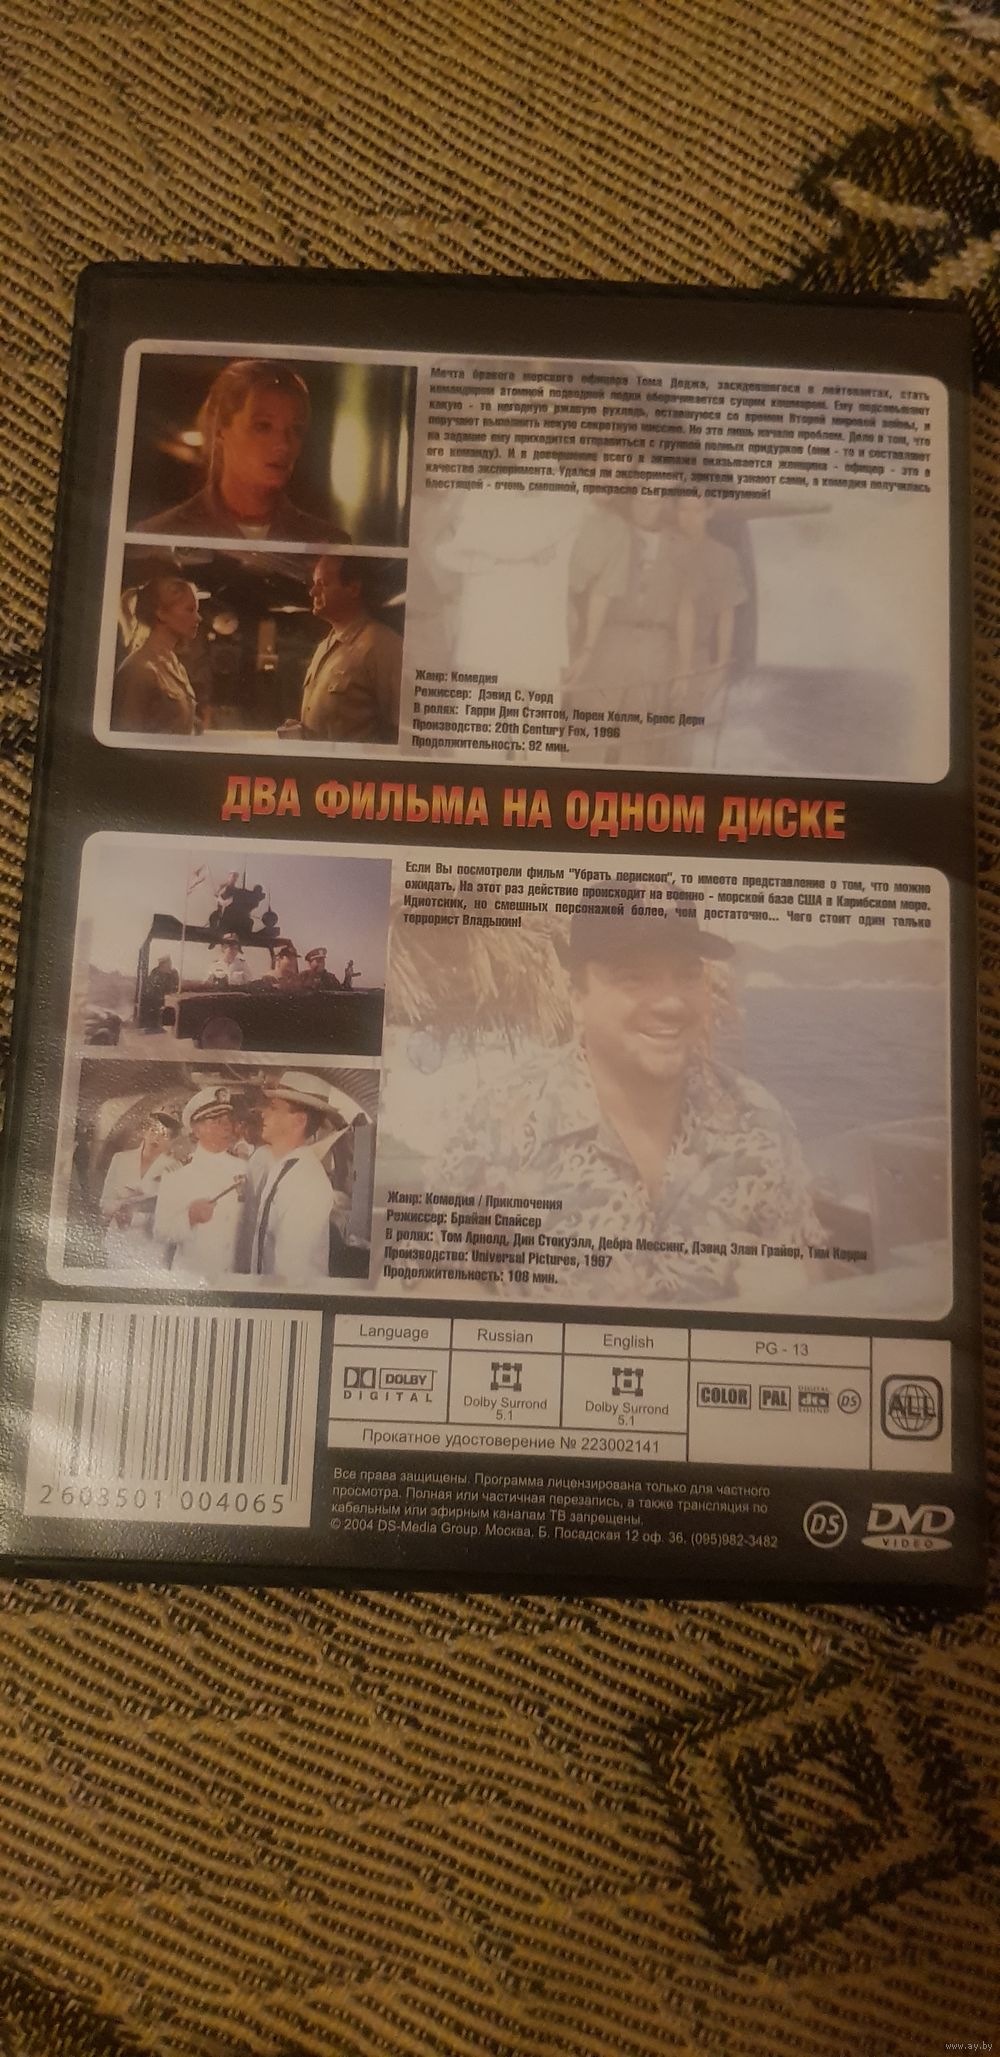 Мечта бравого морского офицера Тома Доджа, засидевшегося в лейтенантах, стать
командиром атомной подводной лодки оборачивается сущим кошмаром. Ему подсовывают
какую - то негодную ржавую рухлядь, оставшуюся со времен Второй мировой войны, и
поручают выполнить некую секретную миссию. Но это лишь начало проблем. Дело в том, что
на задание ему приходится отправиться с группой полных придурков (они - то и составляют
его команду). И в довершение всего в экипаже оказывается женщина - офицер - это в
качестве эксперимента. Удался ли эксперимент, зрители узнают сами, а комедия получилась
блестящей - очень смешной, прекрасно сыгранной, остроумной!
Жанр: Комедия
Режиссер: Дэвид С. Уорд
В ролях: Гарри Дин Стэнтон, Лорен Холли, Брюс Дерн
Производство: 20th Century Fox, 1996
Продолжительность: 92 мин.
ДВА ФИЛЬМА НА ОДНОМ ДИСКЕ
Если Вы посмотрели фильм "Убрать перископ", то имеете представление о том, что можно
ожидать. На этот раз действие происходит на военно - морской базе США в Карибском море.
Идиотских, но смешных персонажей более, чем достаточно... Чего стоит один только
террорист Владыкин!
Жанр: Комедия / Приключения
Режиссер: Брайан Спайсер
В ролях: Том Арнолд, Дин Стокуэлл, Дебра Мессинг, Дэвид Элан Грайер, Тим Карри
Производство: Universal Pictures, 1997
Продолжительность: 108 мин.
Language Russian English PG - 13
DOLBY DIGITAL
Dolby Surrond 5.1
Dolby Surrond 5.1
COLOR PAL DIGITAL dts SOUND DS
ALL
Прокатное удостоверение № 223002141
2603501 004065
Все права защищены. Программа лицензирована только для частного
просмотра. Полная или частичная перезапись, а также трансляция по
кабельным или эфирным каналам ТВ запрещены.
© 2004 DS-Media Group. Москва, Б. Посадская 12 оф. 36, (095)982-3482
DS DVD VIDEO
www.ay.by